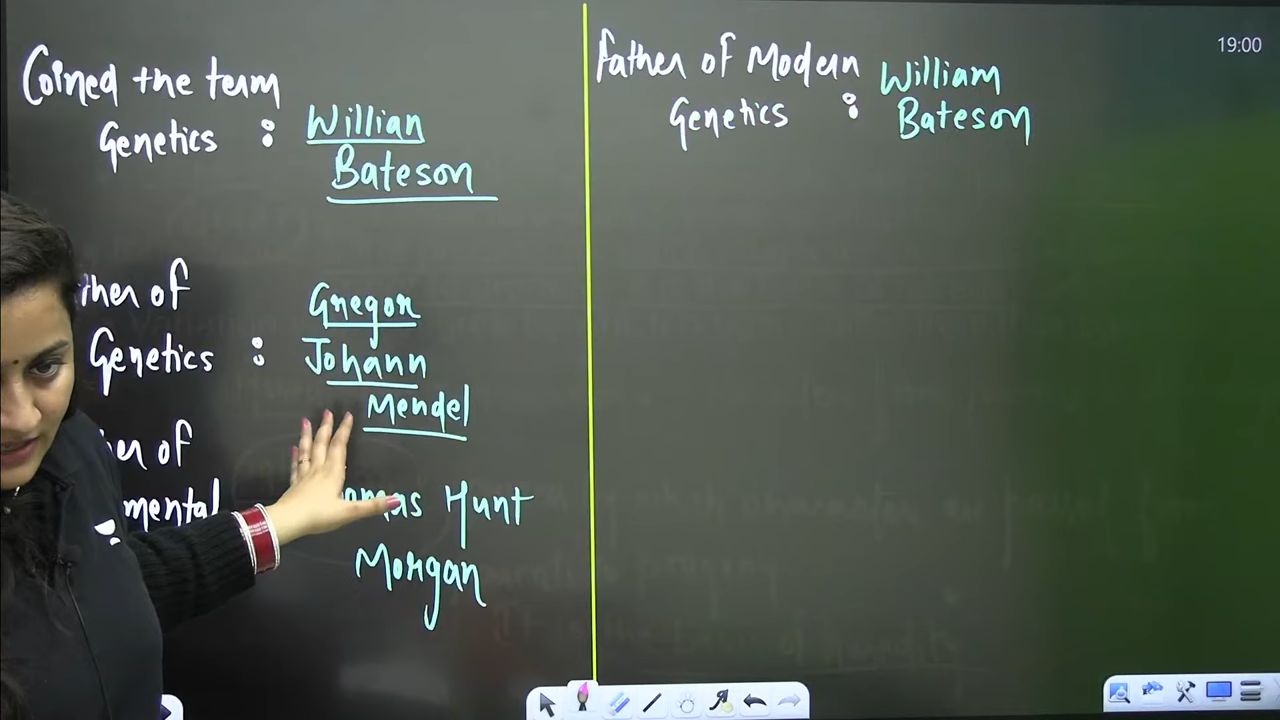 Coined the term
Genetics : Willian
Bateson
ther of
Genetics :
Gregor
Johann
Mendel
er of
mental
omas Hunt
Morgan
Father of Modern
Genetics :
William
Bateson
19:00